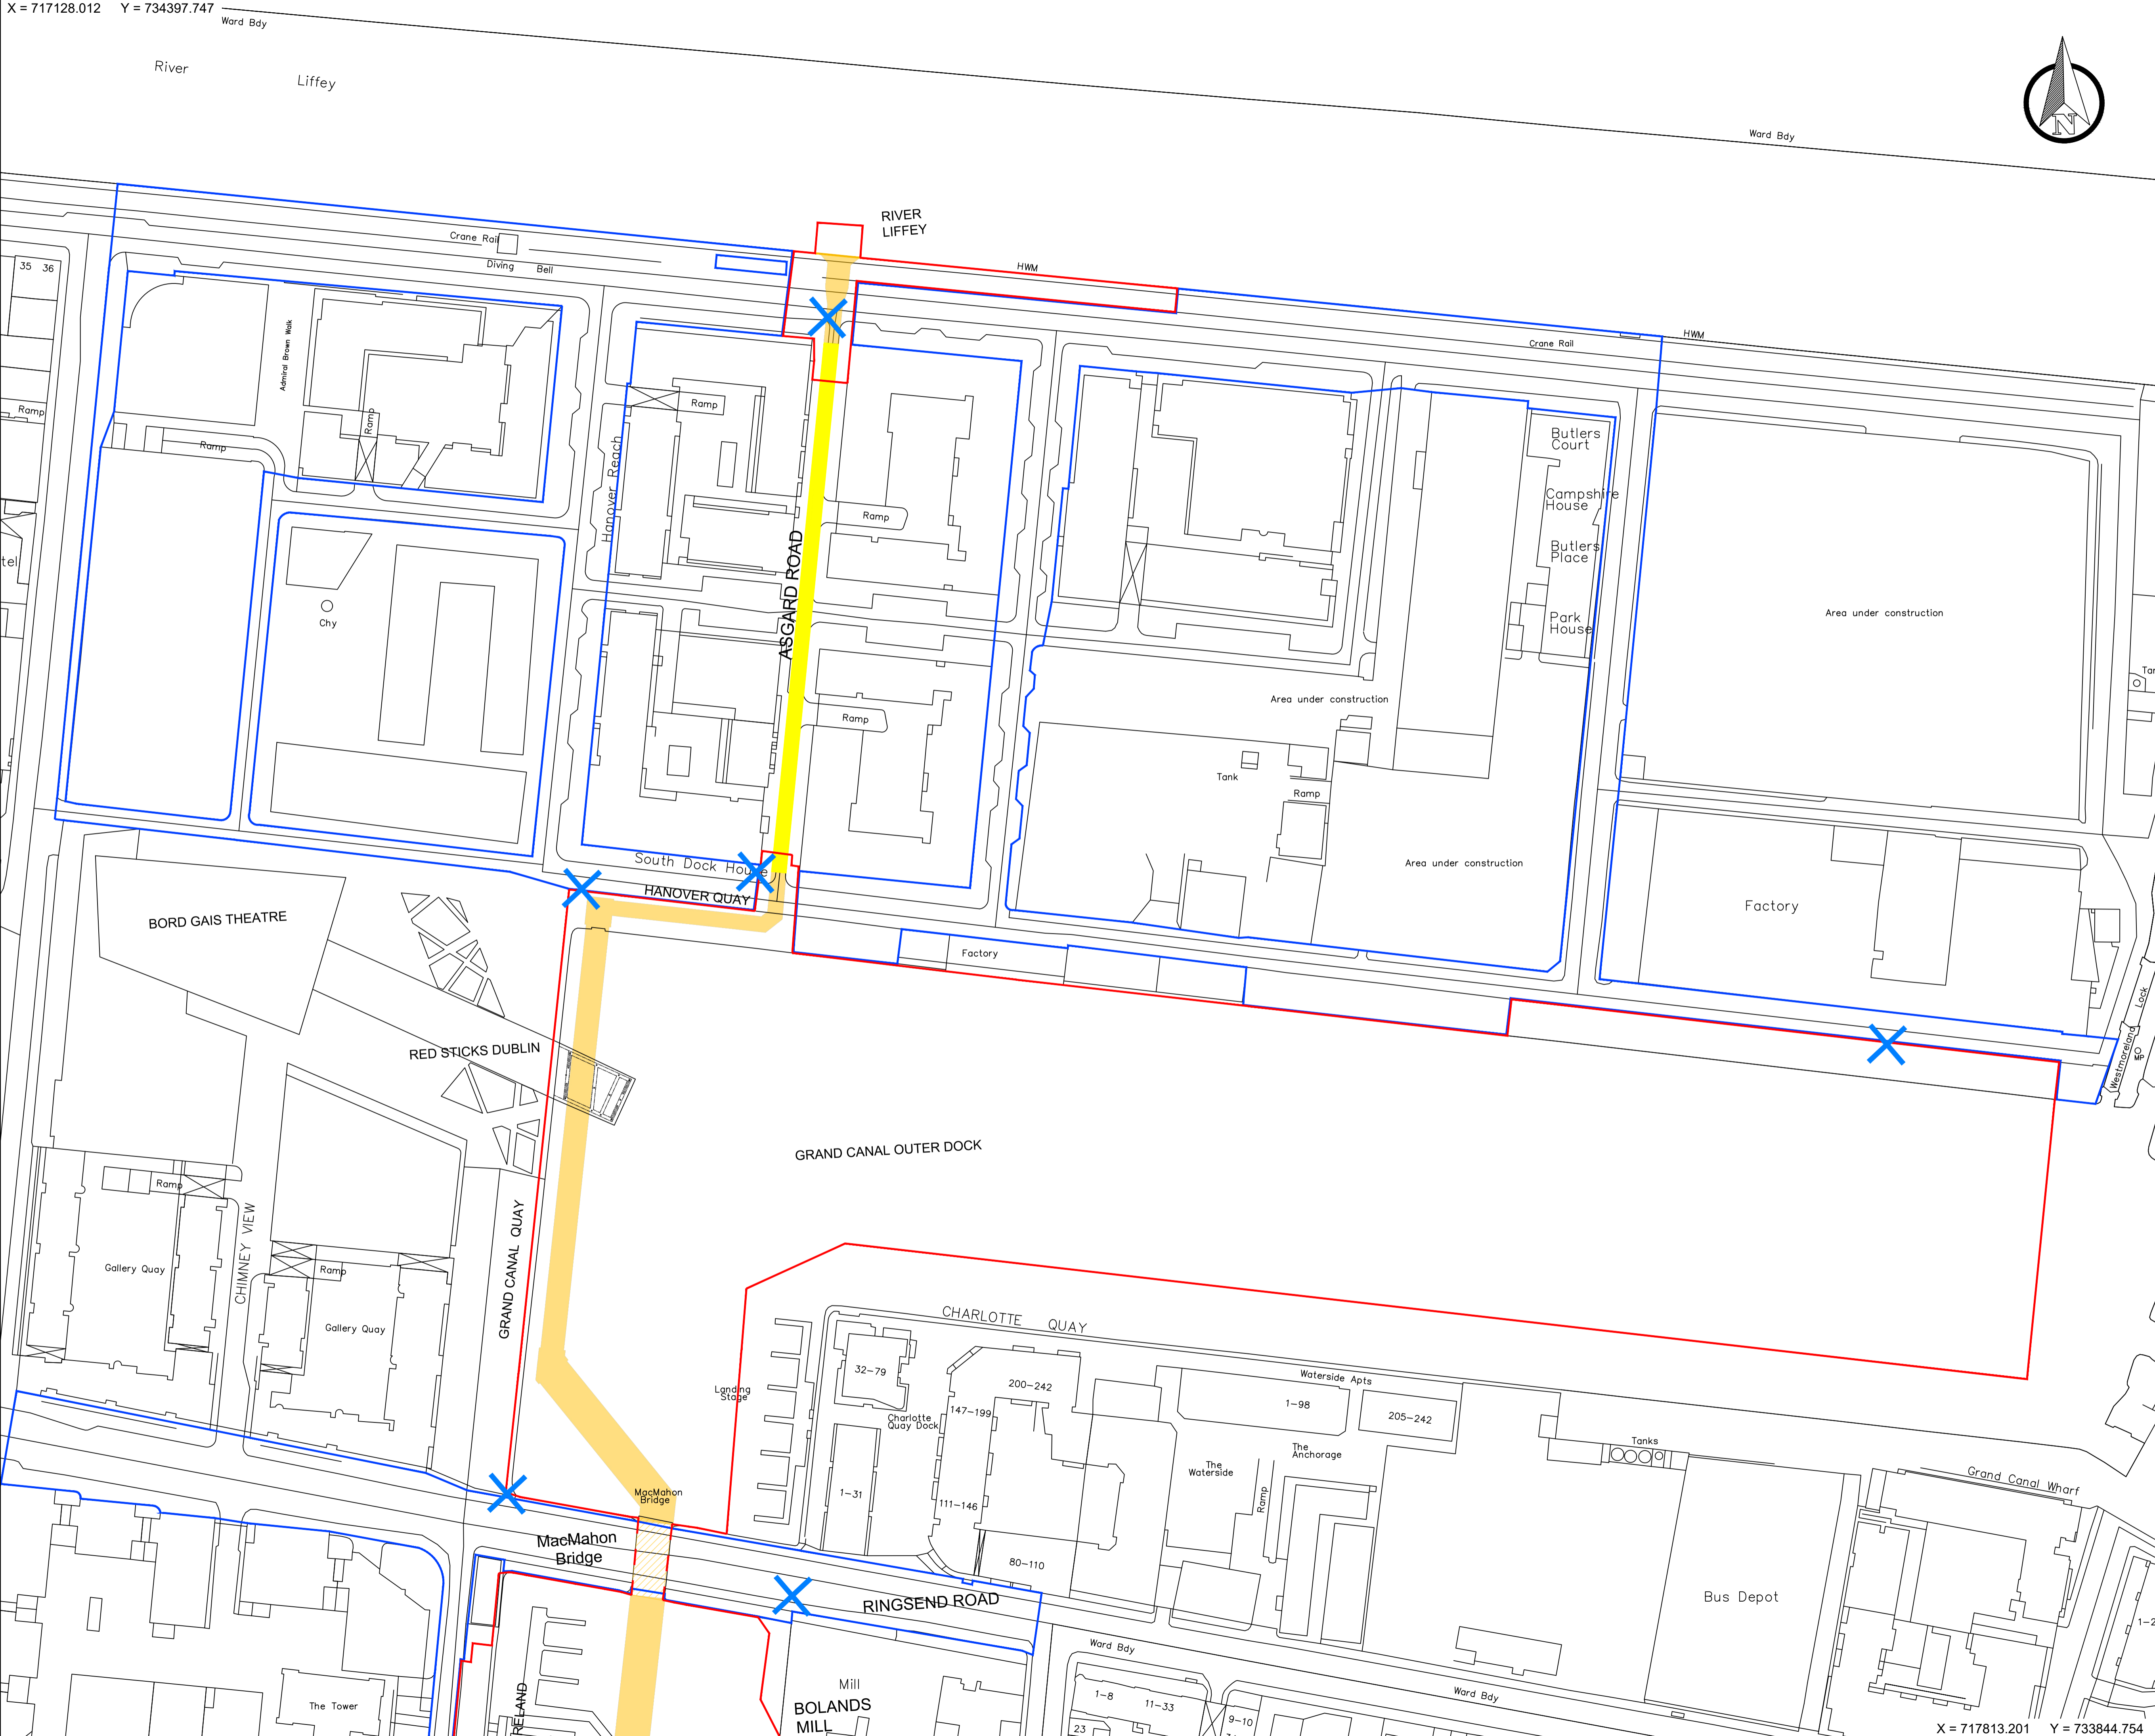 X = 717128.012 Y = 734397.747
Ward Bdy
River Liffey
Ward Bdy
N
RIVER
LIFFEY
Crane Rail
Diving Bell
HWM
HWM
Crane Rail
35 36
Admiral Brown Walk
Ramp
Ramp
Ramp
Ramp
Hanover Reach
Butlers
Court
Campshire
House
Butlers
Place
Park
House
Ramp
ASGARD ROAD
tel
Chy
Area under construction
Area under construction
Ramp
Tank
Ramp
Area under construction
South Dock House
HANOVER QUAY
Factory
Factory
BORD GAIS THEATRE
RED STICKS DUBLIN
Westmoreland Lock
MP
GRAND CANAL OUTER DOCK
Ramp
CHIMNEY VIEW
GRAND CANAL QUAY
Gallery Quay
Ramp
Gallery Quay
CHARLOTTE QUAY
32-79
200-242
147-199
Landing
Stage
Charlotte
Quay Dock
Waterside Apts
1-98
205-242
The
Anchorage
The
Waterside
Tanks
Grand Canal Wharf
Ramp
1-31
111-146
80-110
MacMahon
Bridge
MacMahon
Bridge
RINGSEND ROAD
Bus Depot
Ward Bdy
Ward Bdy
Mill
BOLANDS
MILL
The Tower
RELAND
1-8
11-33
9-10
23
X = 717813.201 Y = 733844.754